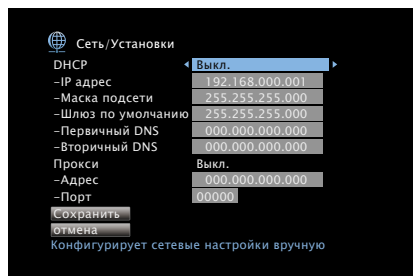 Сеть/Установки
DHCP Выкл.
–IP адрес 192.168.000.001
–Маска подсети 255.255.255.000
–Шлюз по умолчанию 255.255.255.000
–Первичный DNS 000.000.000.000
–Вторичный DNS 000.000.000.000
Прокси Выкл.
–Адрес 000.000.000.000
–Порт 00000
Сохранить
отмена
Конфигурирует сетевые настройки вручную